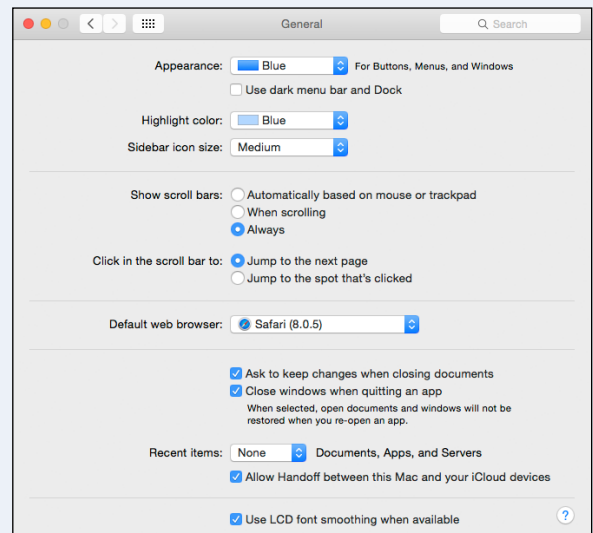 General
Search
Appearance: Blue For Buttons, Menus, and Windows
Use dark menu bar and Dock
Highlight color: Blue
Sidebar icon size: Medium
Show scroll bars: Automatically based on mouse or trackpad
When scrolling
Always
Click in the scroll bar to: Jump to the next page
Jump to the spot that's clicked
Default web browser: Safari (8.0.5)
Ask to keep changes when closing documents
Close windows when quitting an app
When selected, open documents and windows will not be
restored when you re-open an app.
Recent items: None Documents, Apps, and Servers
Allow Handoff between this Mac and your iCloud devices
Use LCD font smoothing when available
?